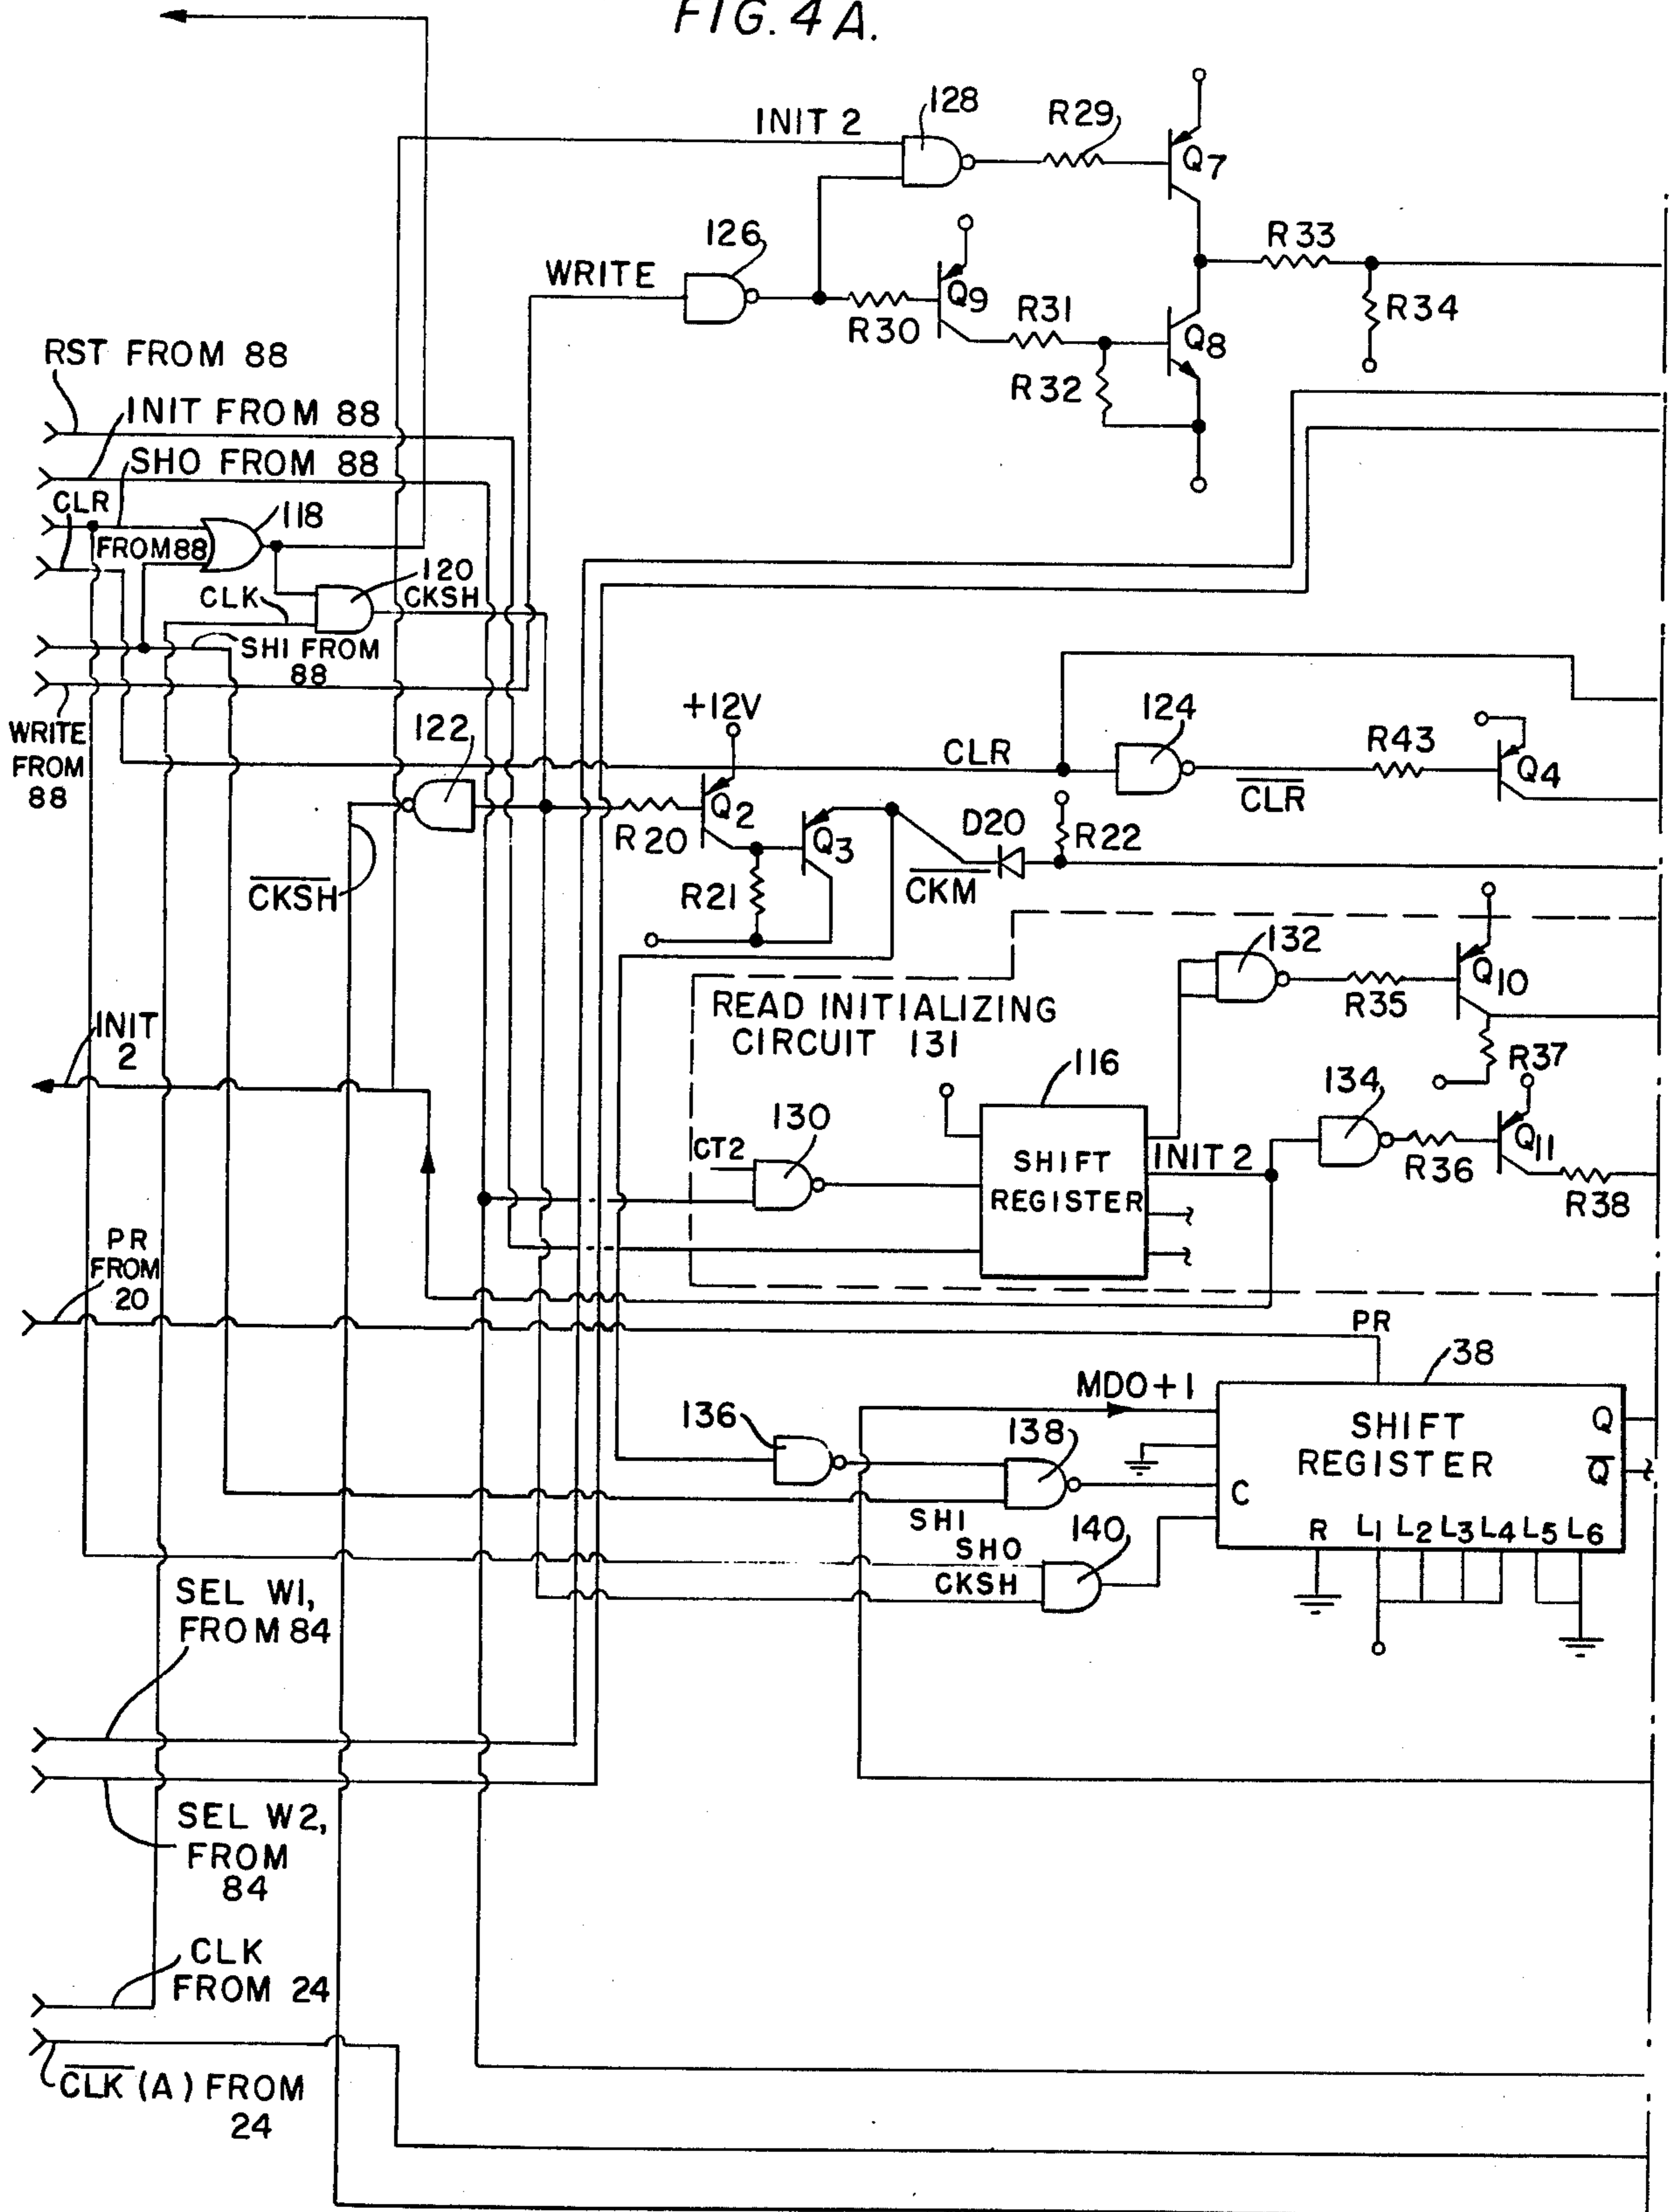 FIG. 4A.
INIT 2
128
R29
Q7
126
WRITE
R30
Q9
R31
R32
Q8
R33
R34
RST FROM 88
INIT FROM 88
SHO FROM 88
CLR
FROM 88
118
120
CLK
CKSH
SHI FROM
88
WRITE
FROM
88
122
+12V
CLR
124
R43
Q4
CLR
R20
Q2
Q3
R21
D20
R22
CKM
CKSH
READ INITIALIZING
CIRCUIT 131
132
R35
Q10
R37
INIT
2
116
130
CT2
SHIFT
REGISTER
INIT 2
134
R36
Q11
R38
PR
FROM
20
PR
38
MDO+1
136
138
SHIFT
REGISTER
Q
Q
C
SHI
140
R L1 L2 L3 L4 L5 L6
SHO
CKSH
SEL W1,
FROM 84
SEL W2,
FROM
84
CLK
FROM 24
CLK (A) FROM
24